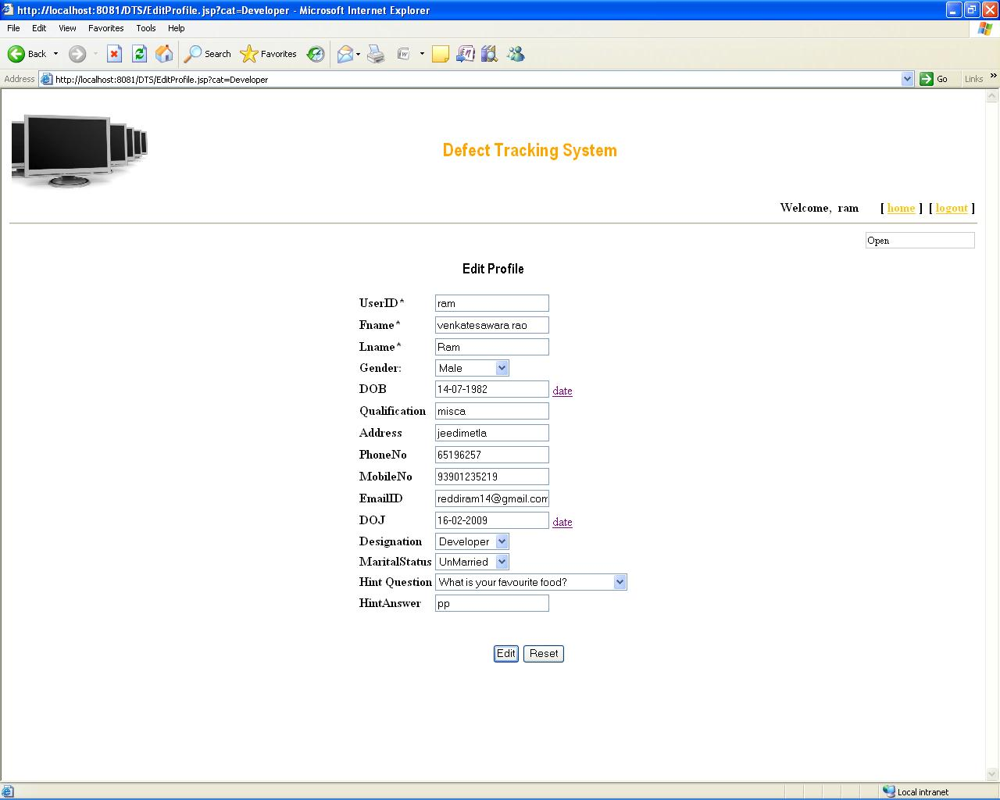 http://localhost:8081/DTS/EditProfile.jsp?cat=Developer - Microsoft Internet Explorer
File Edit View Favorites Tools Help
Back Search Favorites
Address http://localhost:8081/DTS/EditProfile.jsp?cat=Developer Go Links »
Defect Tracking System
Welcome, ram [ home ] [ logout ]
Open
Edit Profile
UserID* ram
Fname* venkatesawara rao
Lname* Ram
Gender: Male
DOB 14-07-1982 date
Qualification misca
Address jeedimetla
PhoneNo 65196257
MobileNo 93901235219
EmailID reddiram14@gmail.com
DOJ 16-02-2009 date
Designation Developer
MaritalStatus UnMarried
Hint Question What is your favourite food?
HintAnswer pp
Edit Reset
Local intranet